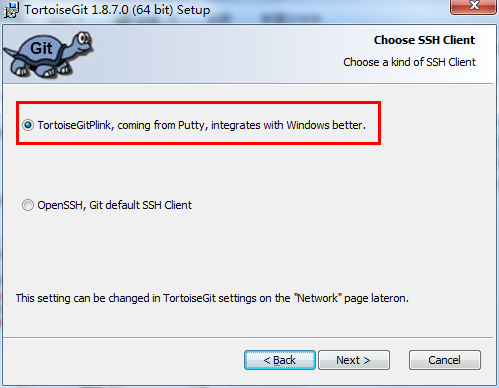 TortoiseGit 1.8.7.0 (64 bit) Setup
Git
Choose SSH Client
Choose a kind of SSH Client
TortoiseGitPlink, coming from Putty, integrates with Windows better.
OpenSSH, Git default SSH Client
This setting can be changed in TortoiseGit settings on the "Network" page lateron.
< Back
Next >
Cancel